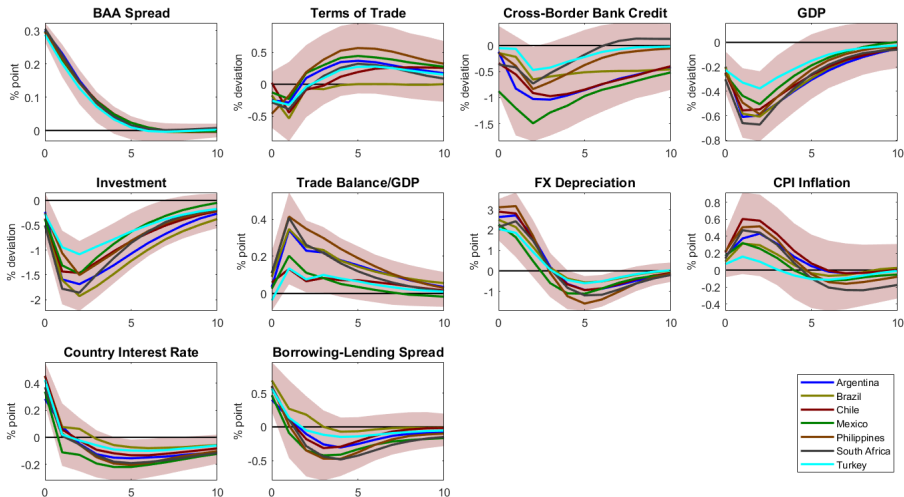 BAA Spread
% point
0.3
0.2
0.1
0
0 5 10
Terms of Trade
% deviation
0.5
0
-0.5
0 5 10
Cross-Border Bank Credit
% deviation
0
-0.5
-1
-1.5
0 5 10
GDP
% deviation
0
-0.2
-0.4
-0.6
-0.8
0 5 10
Investment
% deviation
0
-0.5
-1
-1.5
-2
0 5 10
Trade Balance/GDP
% point
0.4
0.2
0
0 5 10
FX Depreciation
% deviation
3
2
1
0
-1
0 5 10
CPI Inflation
% point
0.8
0.6
0.4
0.2
0
-0.2
-0.4
0 5 10
Country Interest Rate
% point
0.4
0.2
0
-0.2
0 5 10
Borrowing-Lending Spread
% point
0.5
0
-0.5
0 5 10
Argentina
Brazil
Chile
Mexico
Philippines
South Africa
Turkey